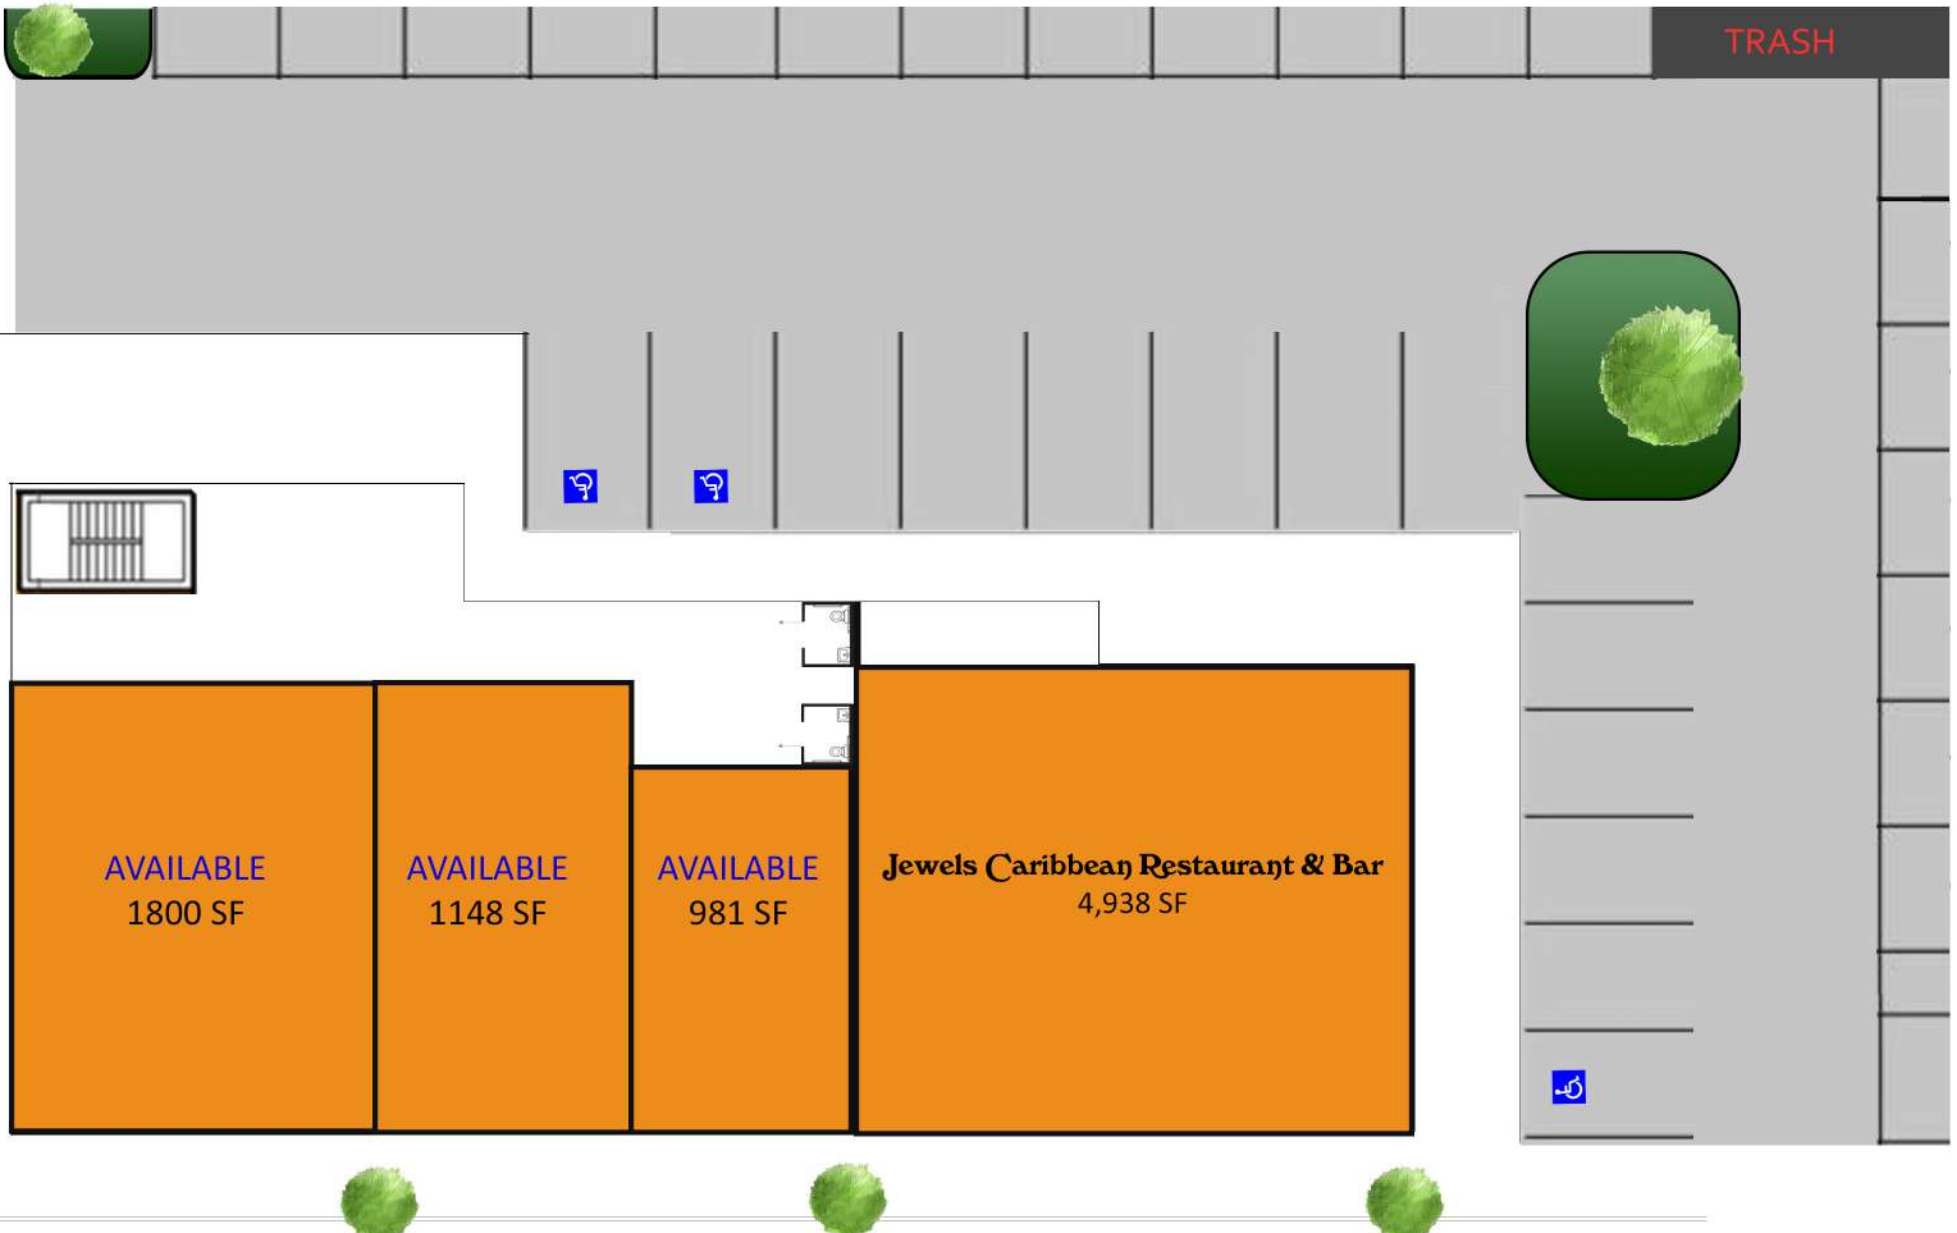 TRASH
AVAILABLE
1800 SF
AVAILABLE
1148 SF
AVAILABLE
981 SF
Jewels Caribbean Restaurant & Bar
4,938 SF